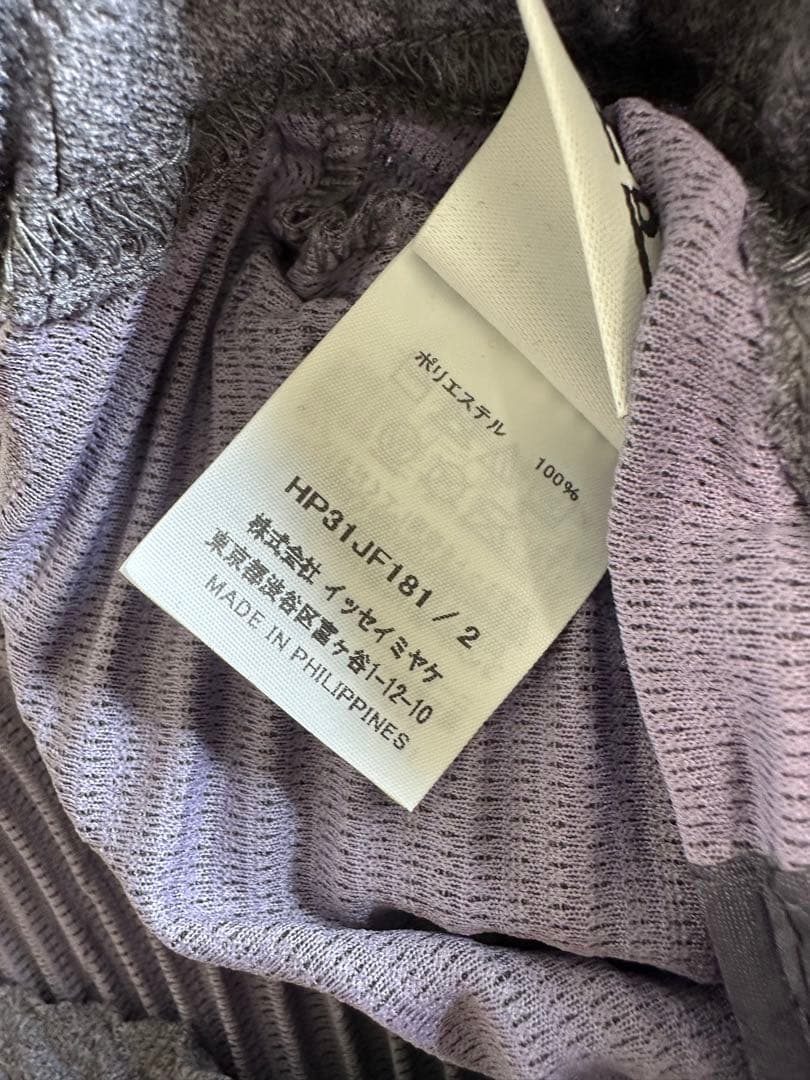 ポリエステル 100%
HP31JF181 / 2
株式会社 イッセイミヤケ
東京都渋谷区富ヶ谷1-12-10
MADE IN PHILIPPINES